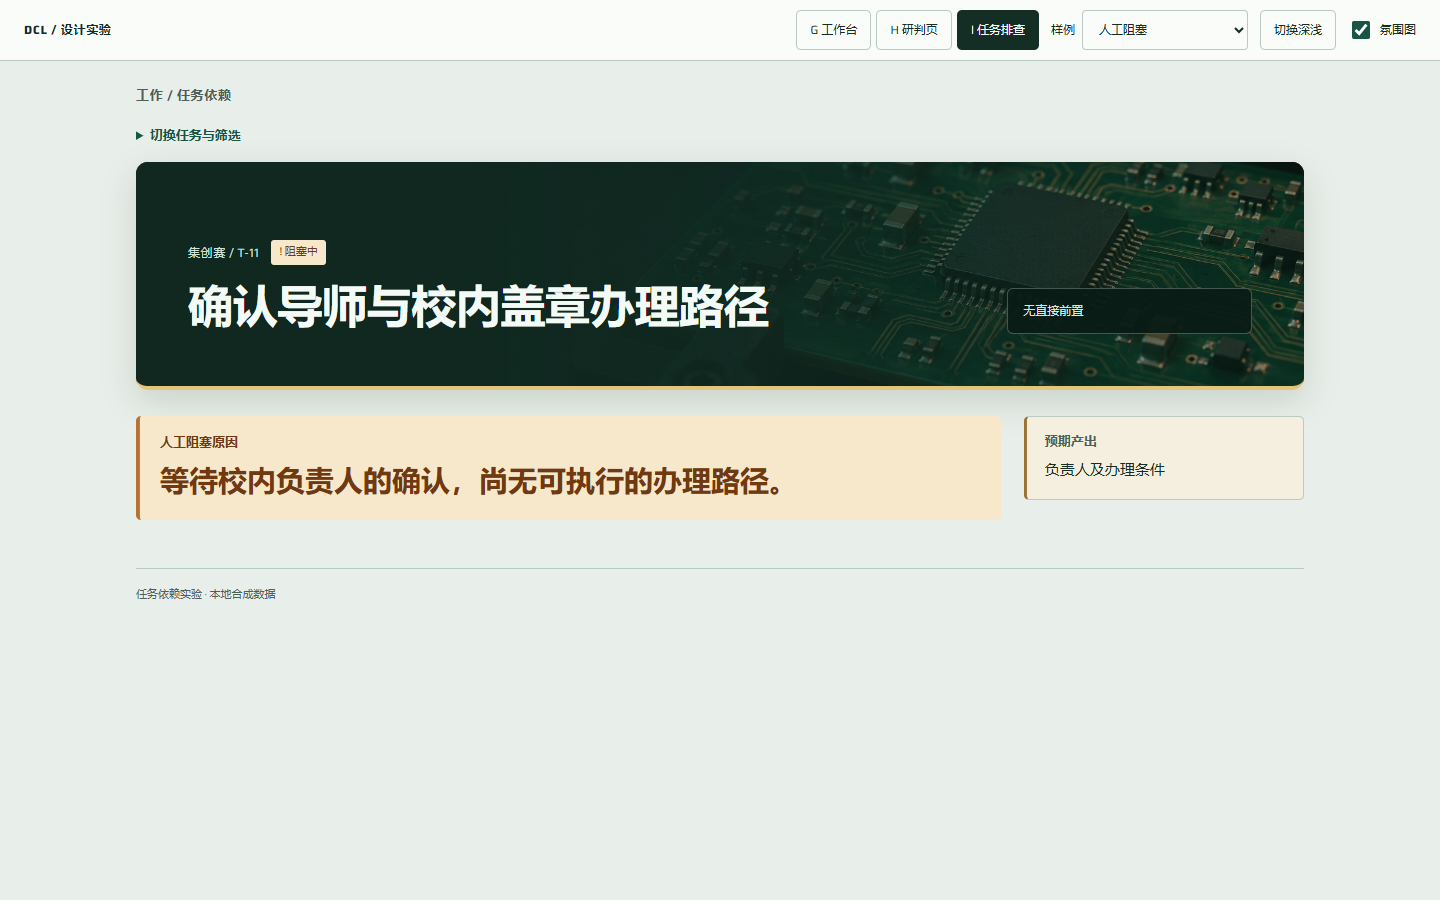 DCL / 设计实验
G 工作台
H 研判页
I 任务排查
样例
人工阻塞
切换深浅
氛围图
工作 / 任务依赖
▶ 切换任务与筛选
集创赛 / T-11
! 阻塞中
确认导师与校内盖章办理路径
无直接前置
人工阻塞原因
等待校内负责人的确认，尚无可执行的办理路径。
预期产出
负责人及办理条件
任务依赖实验 · 本地合成数据